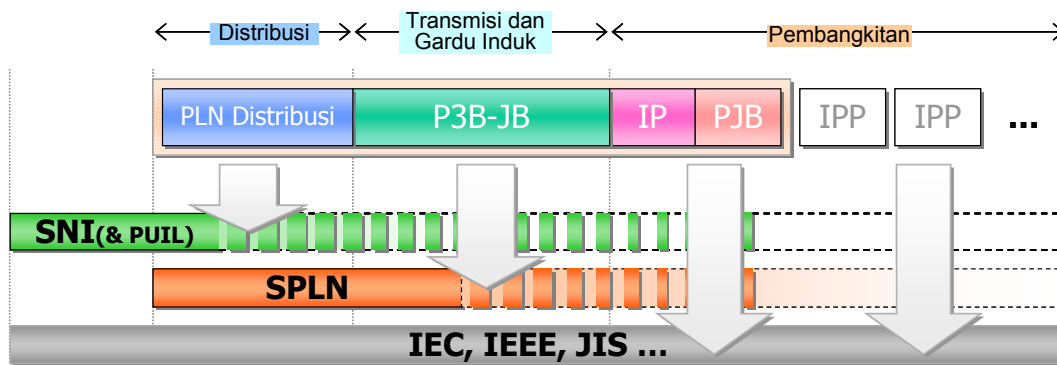 Distribusi
Transmisi dan
Gardu Induk
Pembangkitan
PLN Distribusi
P3B-JB
IP
PJB
IPP
IPP
...
SNI(& PUIL)
SPLN
IEC, IEEE, JIS ...